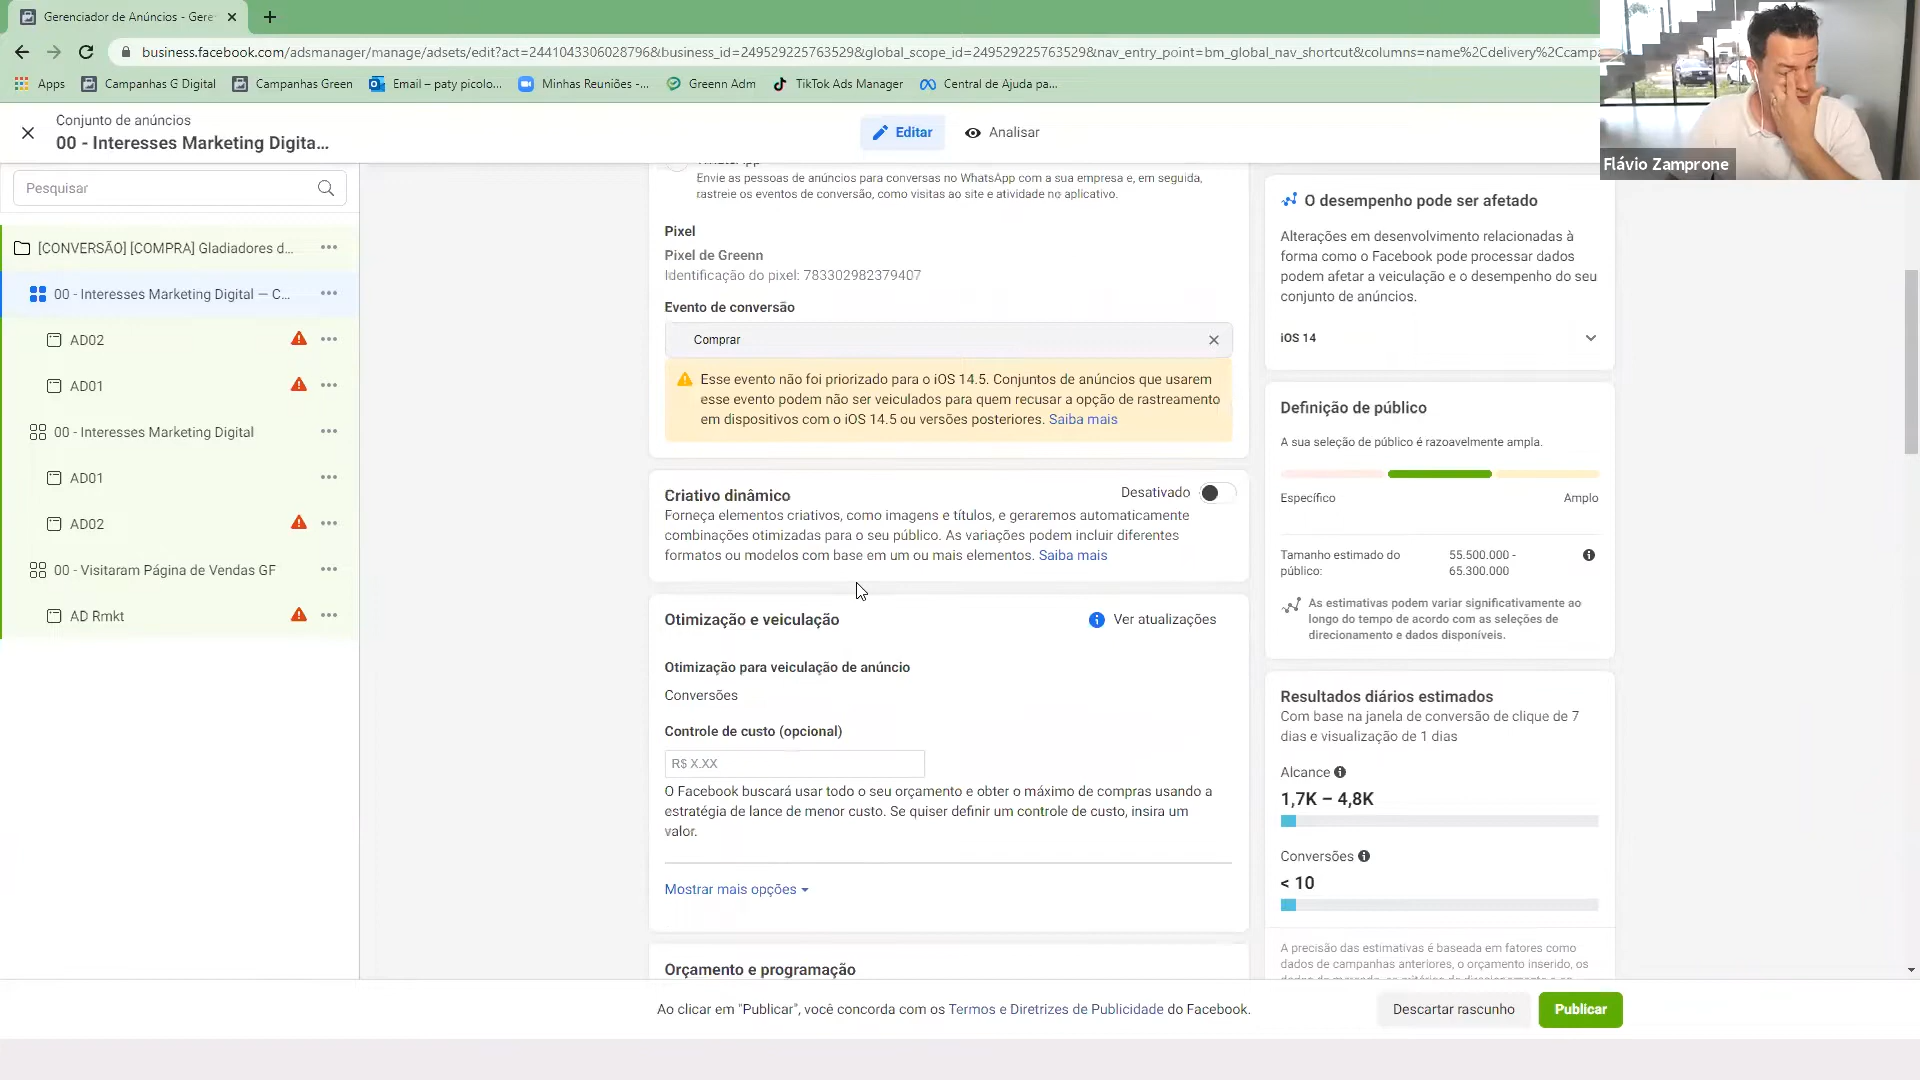 Gerenciador de Anúncios - Gere
business.facebook.com/adsmanager/manage/adsets/edit?act=2441043306028796&business_id=249529225763529&global_scope_id=249529225763529&nav_entry_point=bm_global_nav_shortcut&columns=name%2Cdelivery%2Ccampa
Apps
Campanhas G Digital
Campanhas Green
Email – paty picolo...
Minhas Reuniões -...
Greenn Adm
TikTok Ads Manager
Central de Ajuda pa...
Flávio Zamprone
Conjunto de anúncios
00 - Interesses Marketing Digita...
Editar
Analisar
Pesquisar
[CONVERSÃO] [COMPRA] Gladiadores d...
00 - Interesses Marketing Digital — C...
AD02
AD01
00 - Interesses Marketing Digital
AD01
AD02
00 - Visitaram Página de Vendas GF
AD Rmkt
WhatsApp
Envie as pessoas de anúncios para conversas no WhatsApp com a sua empresa e, em seguida,
rastreie os eventos de conversão, como visitas ao site e atividade no aplicativo.
Pixel
Pixel de Greenn
Identificação do pixel: 783302982379407
Evento de conversão
Comprar
Esse evento não foi priorizado para o iOS 14.5. Conjuntos de anúncios que usarem
esse evento podem não ser veiculados para quem recusar a opção de rastreamento
em dispositivos com o iOS 14.5 ou versões posteriores. Saiba mais
Criativo dinâmico
Desativado
Forneça elementos criativos, como imagens e títulos, e geraremos automaticamente
combinações otimizadas para o seu público. As variações podem incluir diferentes
formatos ou modelos com base em um ou mais elementos. Saiba mais
Otimização e veiculação
Ver atualizações
Otimização para veiculação de anúncio
Conversões
Controle de custo (opcional)
R$ X.XX
O Facebook buscará usar todo o seu orçamento e obter o máximo de compras usando a
estratégia de lance de menor custo. Se quiser definir um controle de custo, insira um
valor.
Mostrar mais opções
Orçamento e programação
O desempenho pode ser afetado
Alterações em desenvolvimento relacionadas à
forma como o Facebook pode processar dados
podem afetar a veiculação e o desempenho do seu
conjunto de anúncios.
iOS 14
Definição de público
A sua seleção de público é razoavelmente ampla.
Específico
Amplo
Tamanho estimado do
público:
55.500.000 -
65.300.000
As estimativas podem variar significativamente ao
longo do tempo de acordo com as seleções de
direcionamento e dados disponíveis.
Resultados diários estimados
Com base na janela de conversão de clique de 7
dias e visualização de 1 dias
Alcance
1,7K – 4,8K
Conversões
< 10
A precisão das estimativas é baseada em fatores como
dados de campanhas anteriores, o orçamento inserido, os
Ao clicar em "Publicar", você concorda com os Termos e Diretrizes de Publicidade do Facebook.
Descartar rascunho
Publicar